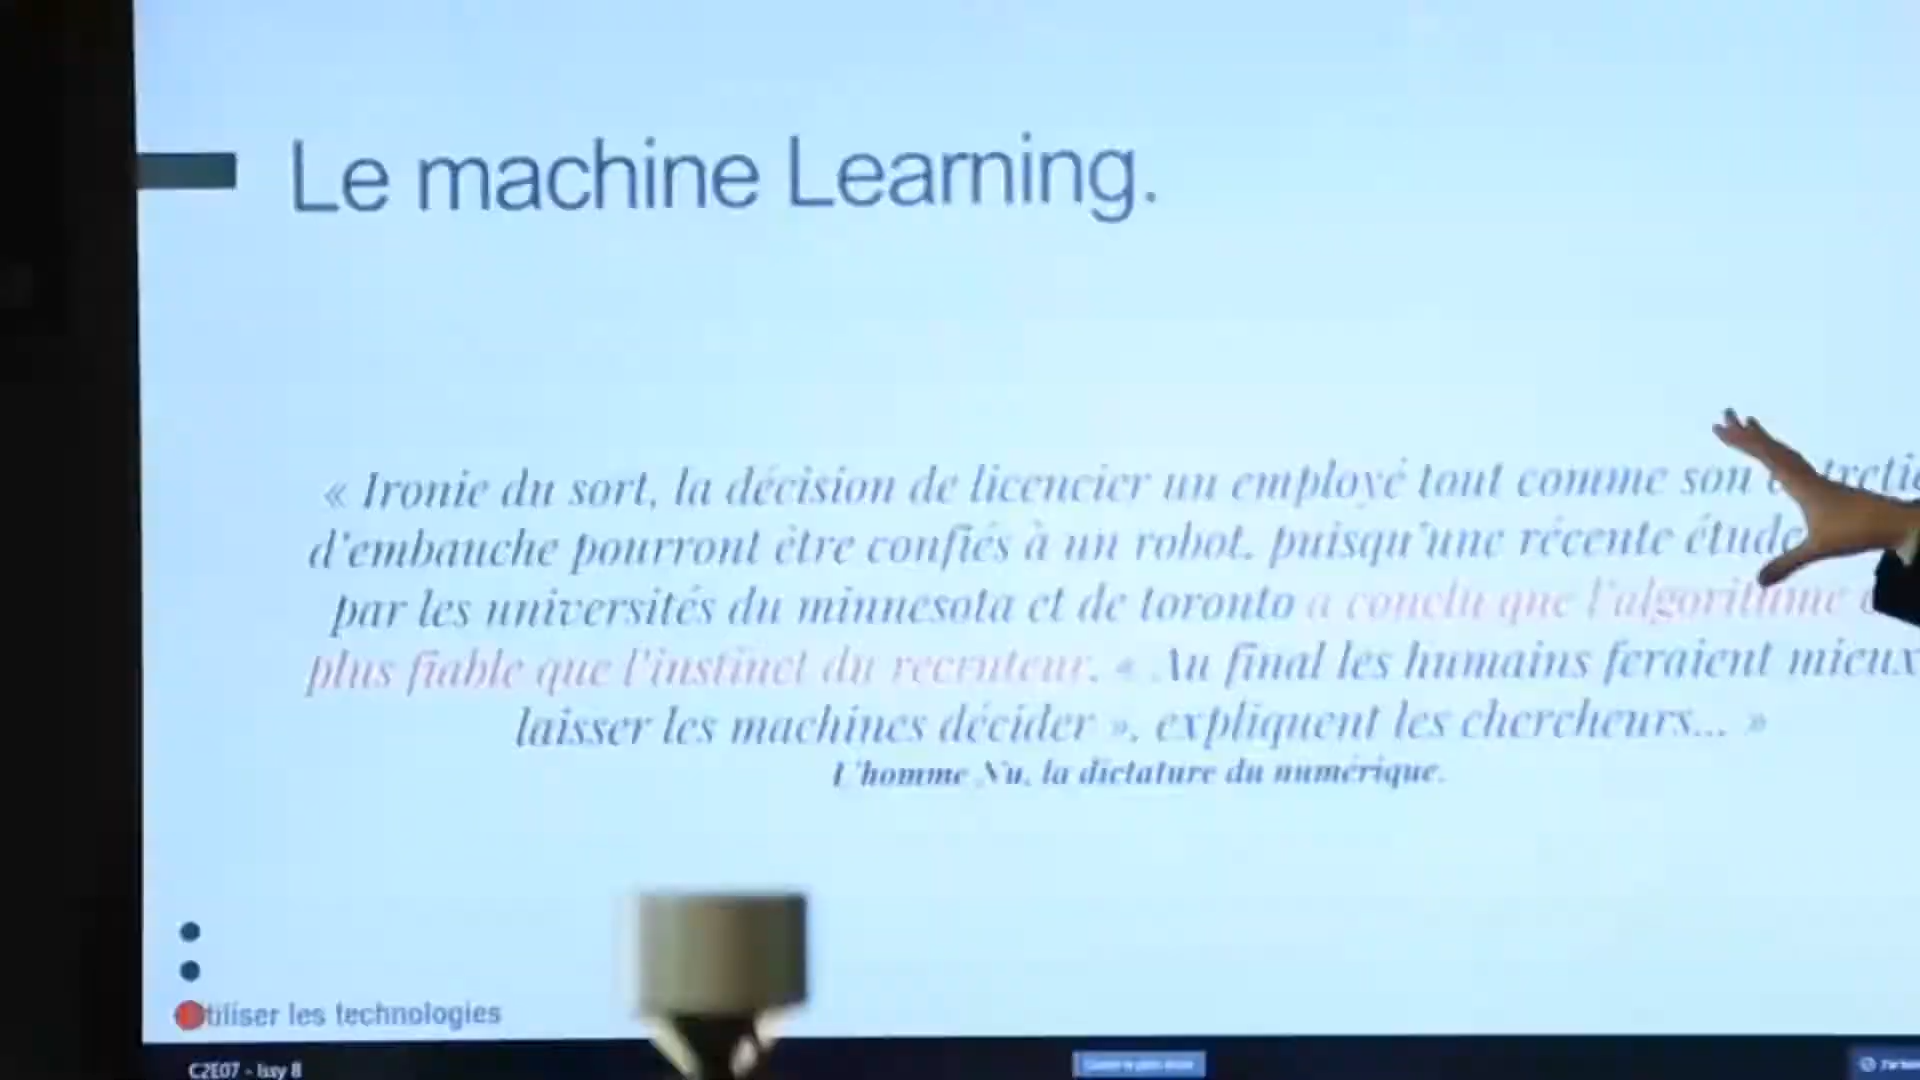 Le machine Learning.
« Ironie du sort, la décision de licencier un employé tout comme son
d'embauche pourront être confiés à un robot, puisqu'une récente étude
par les universités du minnesota et de toronto a conclu que l'algorithme
plus fiable que l'instinct du recruteur. « Au final les humains feraient mieux
laisser les machines décider », expliquent les chercheurs... »
L'homme Nu, la dictature du numérique.
tiliser les technologies
C2E07 - Issy 8